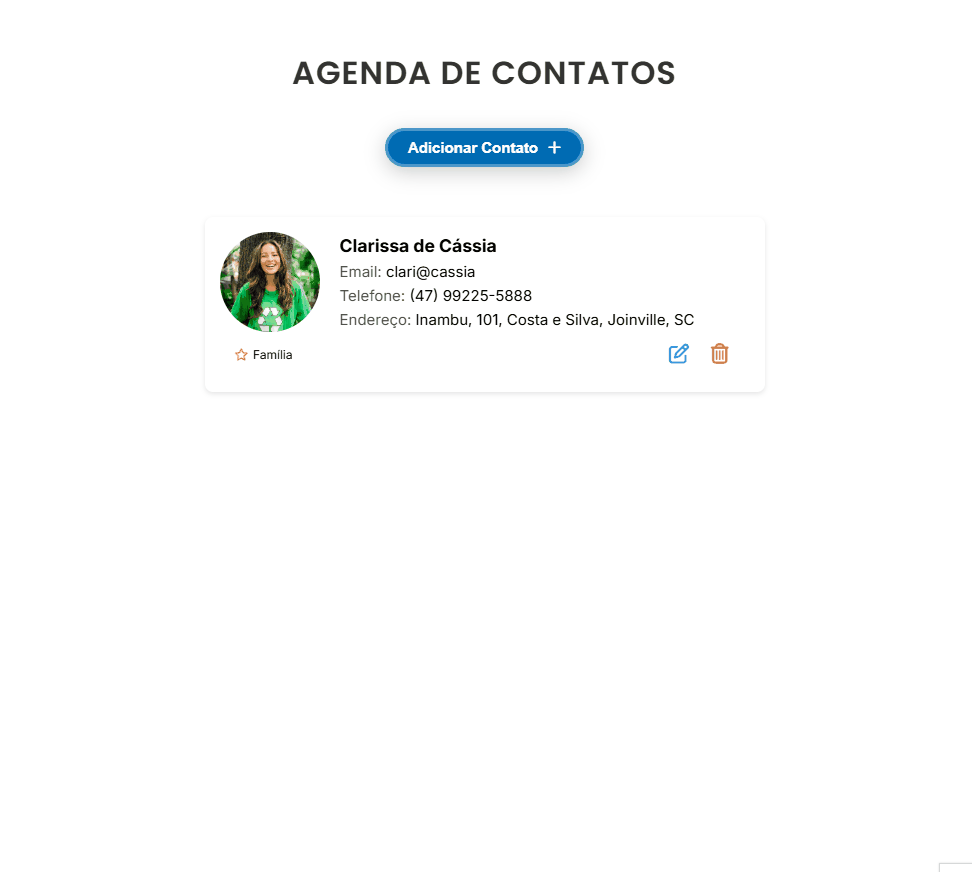 AGENDA DE CONTATOS
Adicionar Contato +
Clarissa de Cássia
Email: clari@cassia
Telefone: (47) 99225-5888
Endereço: Inambu, 101, Costa e Silva, Joinville, SC
Família